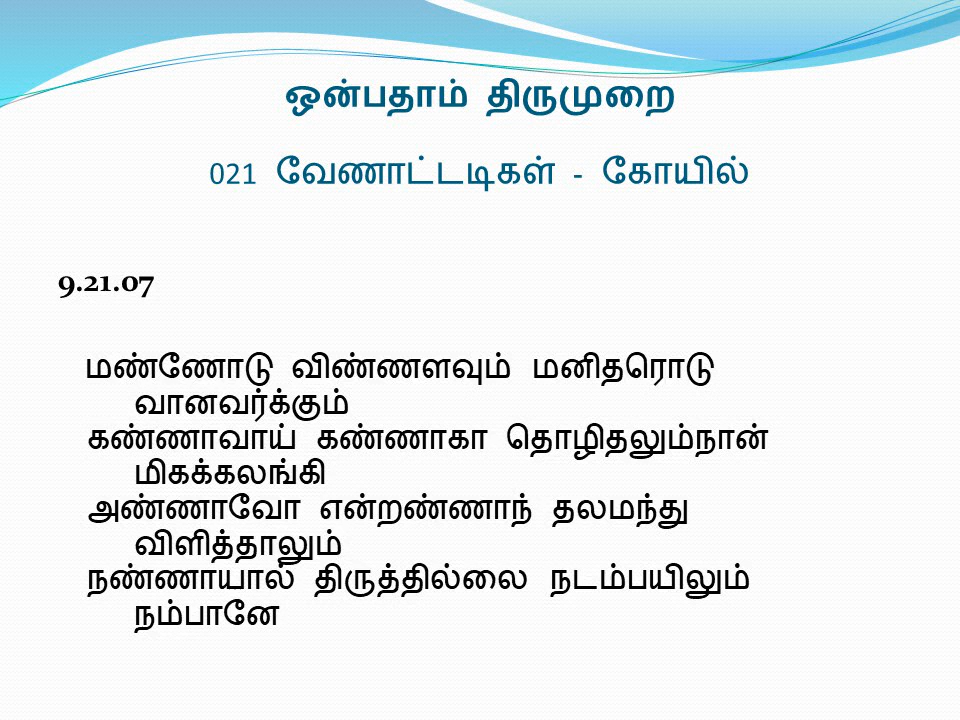 ஒன்பதாம் திருமுறை
021 வேணாட்டடிகள் - கோயில்
9.21.07
மண்ணோடு விண்ணளவும் மனிதரொடு
வானவர்க்கும்
கண்ணாவாய் கண்ணாகா தொழிதலும்நான்
மிகக்கலங்கி
அண்ணாவோ என்றண்ணாந் தலமந்து
விளித்தாலும்
நண்ணாயால் திருத்தில்லை நடம்பயிலும்
நம்பானே